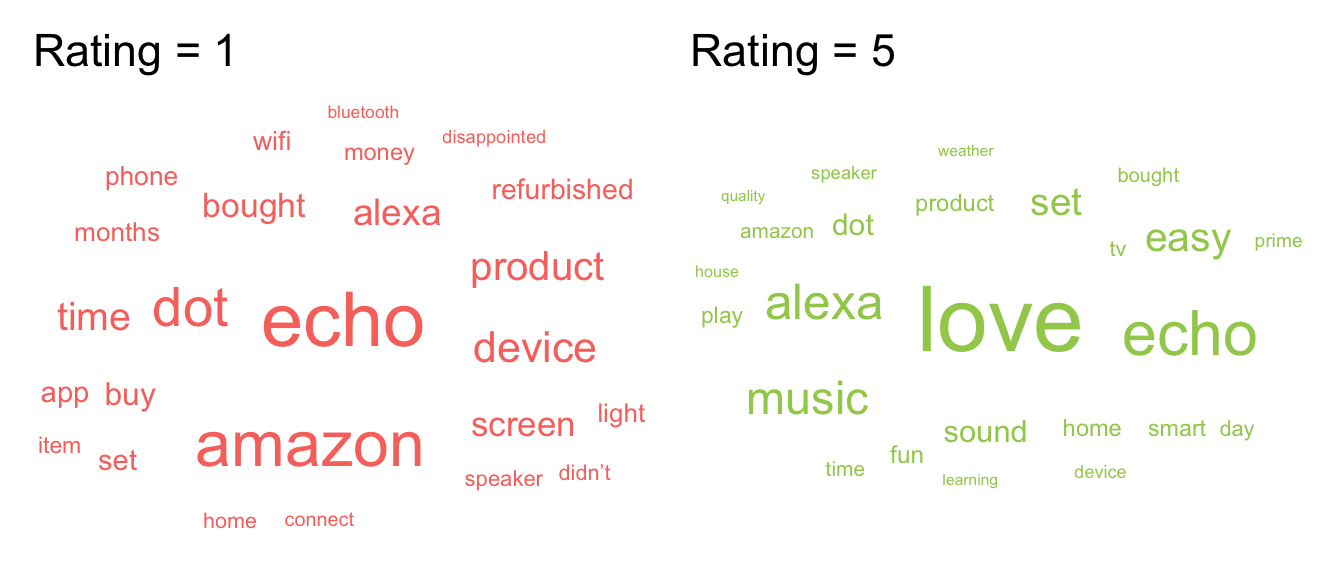 Rating = 1
bluetooth
wifi
disappointed
money
phone
refurbished
bought
alexa
months
product
time
dot
echo
device
app
buy
screen
light
item
set
amazon
speaker
didn’t
home
connect
Rating = 5
weather
speaker
bought
quality
product
set
amazon
dot
tv
easy
prime
house
play
alexa
love
echo
music
sound
home
smart
day
time
fun
learning
device